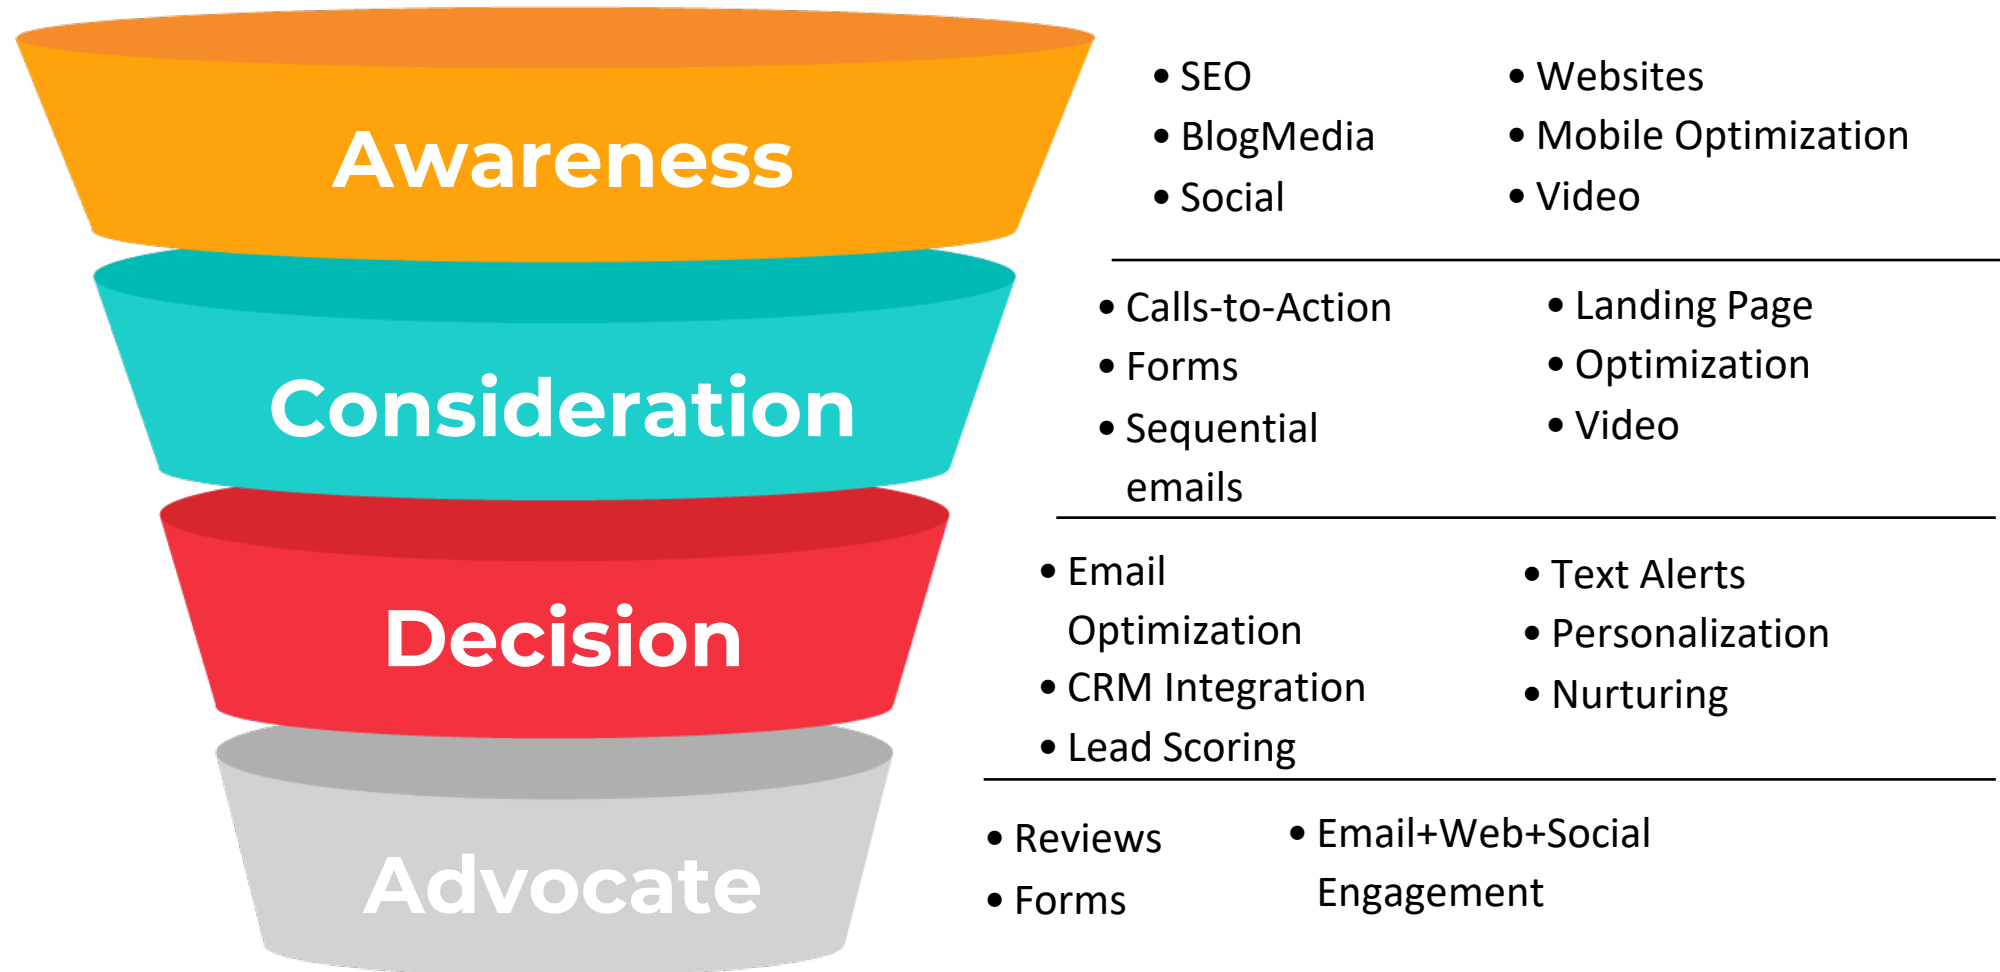 Awareness
• SEO
• BlogMedia
• Social
• Websites
• Mobile Optimization
• Video
Consideration
• Calls-to-Action
• Forms
• Sequential
emails
• Landing Page
• Optimization
• Video
Decision
• Email
Optimization
• CRM Integration
• Lead Scoring
• Text Alerts
• Personalization
• Nurturing
Advocate
• Reviews
• Forms
• Email+Web+Social
Engagement